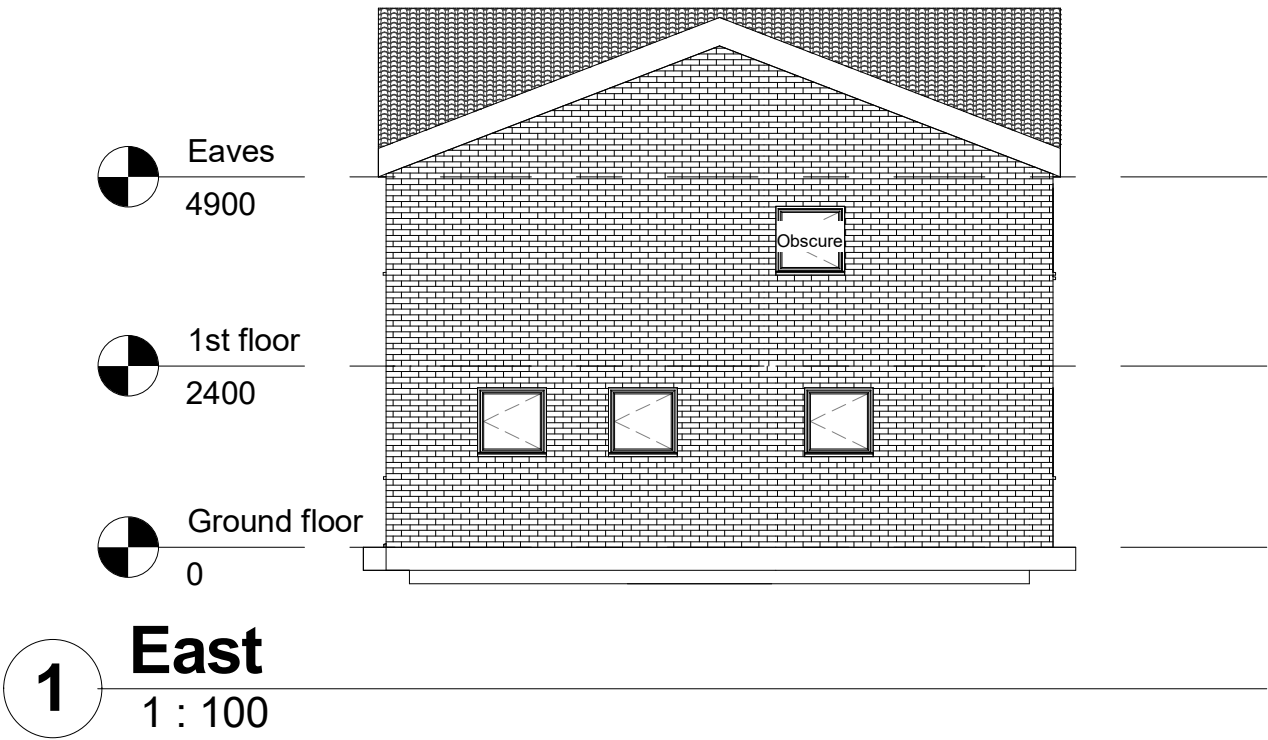 Eaves
4900
Obscure
1st floor
2400
Ground floor
0
1
East
1 : 100